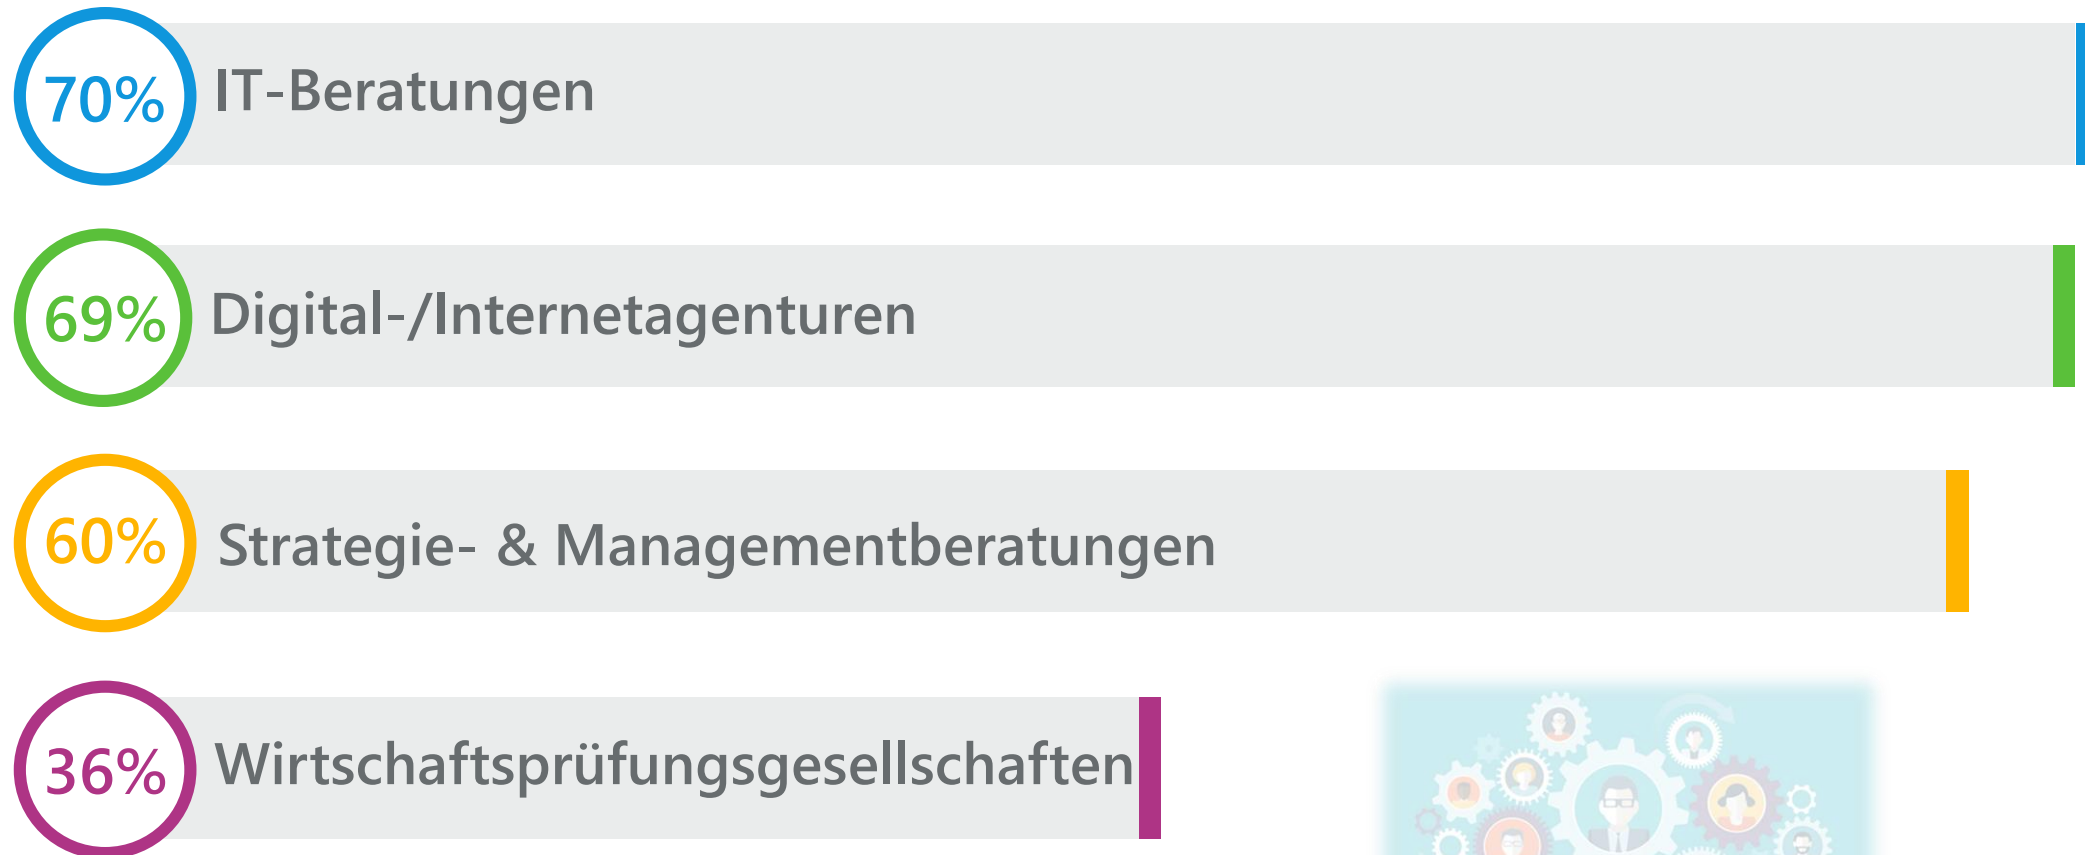 70% IT-Beratungen
69% Digital-/Internetagenturen
60% Strategie- & Managementberatungen
36% Wirtschaftsprüfungsgesellschaften